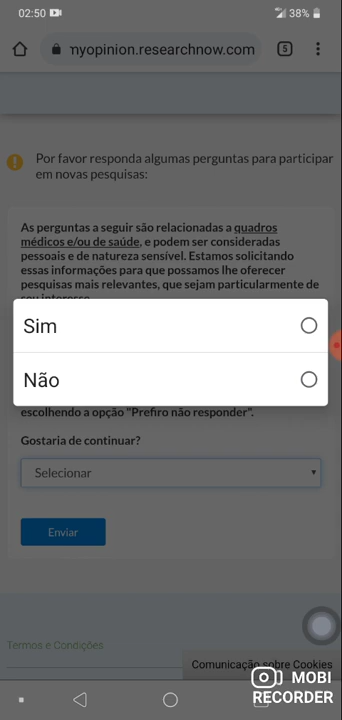 02:50
38%
myopinion.researchnow.com
5
Por favor responda algumas perguntas para participar
em novas pesquisas:
As perguntas a seguir são relacionadas a quadros
médicos e/ou de saúde, e podem ser consideradas
pessoais e de natureza sensível. Estamos solicitando
essas informações para que possamos lhe oferecer
pesquisas mais relevantes, que sejam particularmente de
seu interesse.
Sim
Não
escolhendo a opção "Prefiro não responder".
Gostaria de continuar?
Selecionar
Enviar
Termos e Condições
Comunicação sobre Cookies
MOBI
RECORDER